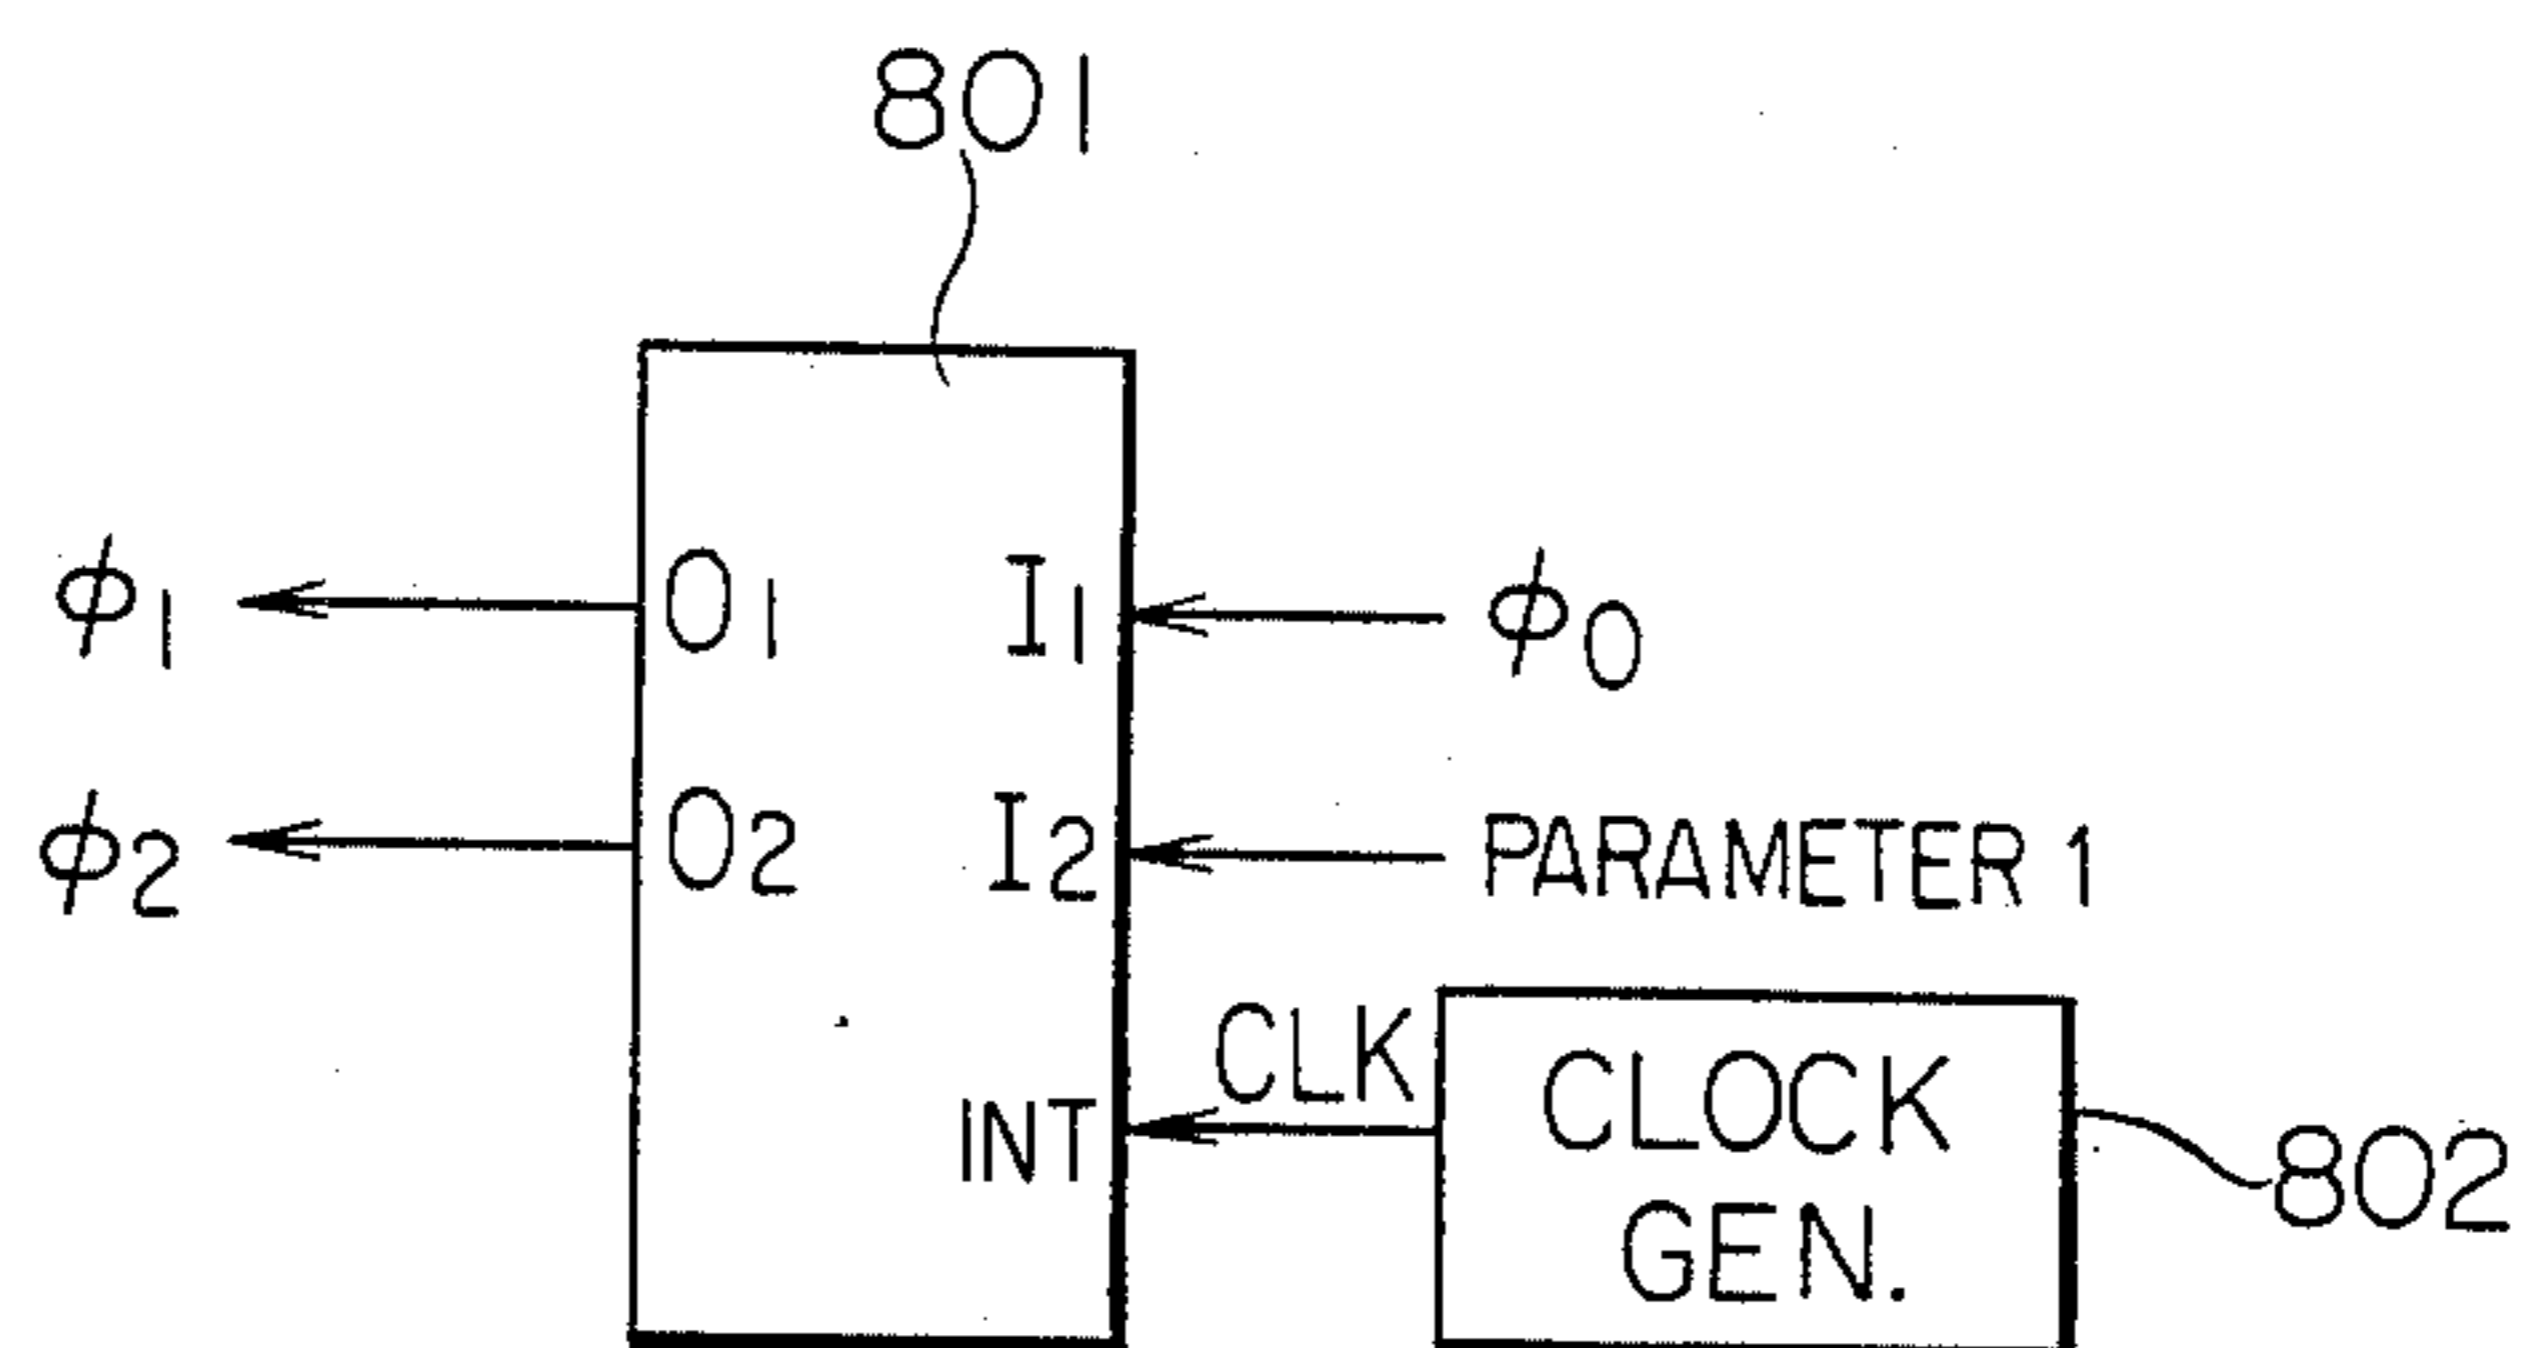 801
ϕ1 O1 I1 ϕ0
ϕ2 O2 I2 PARAMETER 1
INT CLK CLOCK GEN. 802